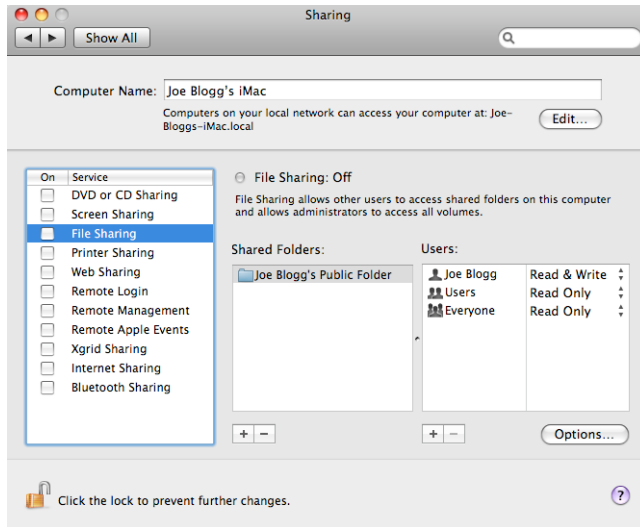 Sharing
Show All
Computer Name: Joe Blogg's iMac
Computers on your local network can access your computer at: Joe-
Bloggs-iMac.local
Edit...
On Service
DVD or CD Sharing
Screen Sharing
File Sharing
Printer Sharing
Web Sharing
Remote Login
Remote Management
Remote Apple Events
Xgrid Sharing
Internet Sharing
Bluetooth Sharing
File Sharing: Off
File Sharing allows other users to access shared folders on this computer
and allows administrators to access all volumes.
Shared Folders:
Joe Blogg's Public Folder
Users:
Joe Blogg Read & Write
Users Read Only
Everyone Read Only
+ −
+ −
Options...
Click the lock to prevent further changes.
?